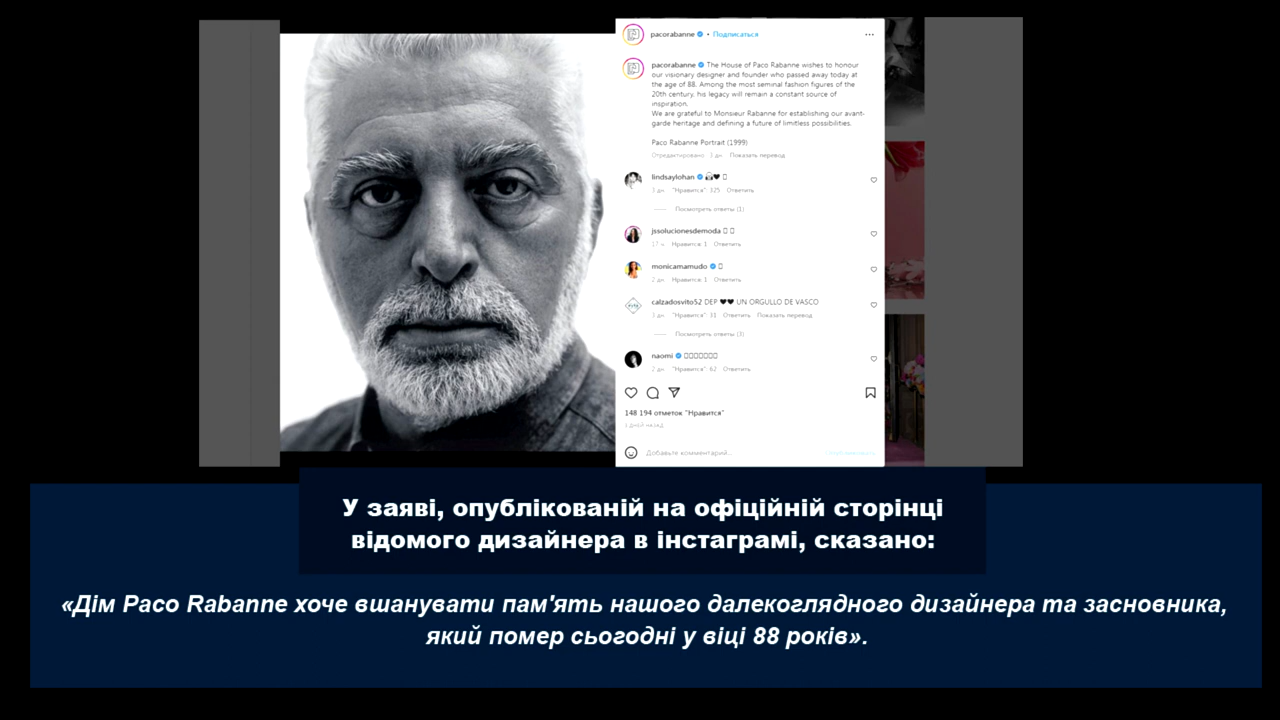 pacorabanne • Подписаться
pacorabanne The House of Paco Rabanne wishes to honour
our visionary designer and founder who passed away today at
the age of 88. Among the most seminal fashion figures of the
20th century, his legacy will remain a constant source of
inspiration.
We are grateful to Monsieur Rabanne for establishing our avant-
garde heritage and defining a future of limitless possibilities.
Paco Rabanne Portrait (1999)
Отредактировано · 3 дн. Показать перевод
lindsaylohan
3 дн. "Нравится": 325 Ответить
Посмотреть ответы (1)
jssolucionesdemoda
17 ч. Нравится: 1 Ответить
monicamamudo
2 дн. Нравится: 1 Ответить
calzadosvito52 DEP ❤❤ UN ORGULLO DE VASCO
3 дн. "Нравится": 31 Ответить Показать перевод
Посмотреть ответы (3)
naomi
2 дн. "Нравится": 62 Ответить
148 194 отметок "Нравится"
3 ДНЕЙ НАЗАД
Добавьте комментарий...
Опубликовать
У заяві, опублікованій на офіційній сторінці
відомого дизайнера в інстаграмі, сказано:
«Дім Paco Rabanne хоче вшанувати пам'ять нашого далекоглядного дизайнера та засновника,
який помер сьогодні у віці 88 років».